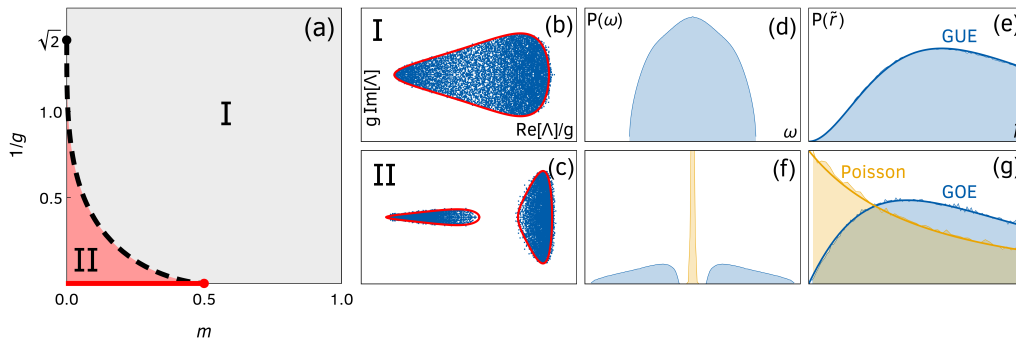 (a)
√2
1.0
1/g
0.5
I
II
0.0
0.5
1.0
m
I
(b)
g Im[Λ]
Re[Λ]/g
II
(c)
P(ω)
(d)
ω
(f)
P(r̃)
(e)
GUE
Poisson
(g)
GOE